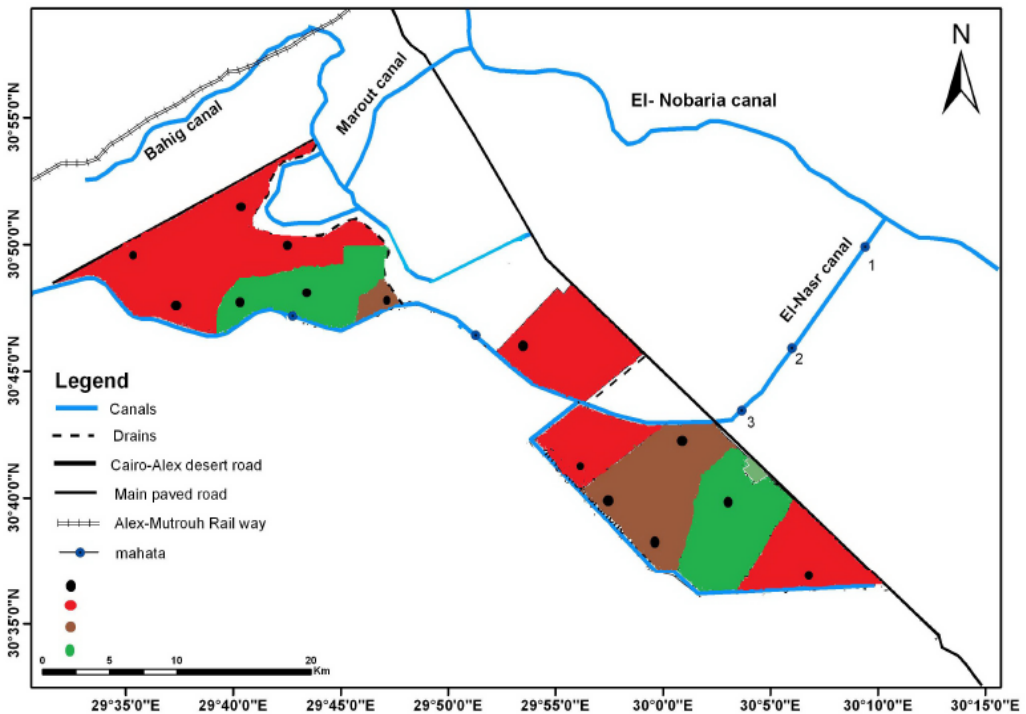 N
Bahig canal
Marout canal
El- Nobaria canal
El-Nasr canal
1
2
3
30°55'0"N
30°50'0"N
30°45'0"N
30°40'0"N
30°35'0"N
Legend
Canals
Drains
Cairo-Alex desert road
Main paved road
Alex-Mutrouh Rail way
mahata
0 5 10 20
Km
29°35'0"E 29°40'0"E 29°45'0"E 29°50'0"E 29°55'0"E 30°0'0"E 30°5'0"E 30°10'0"E 30°15'0"E